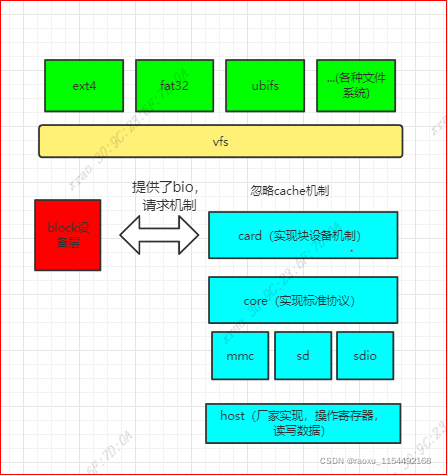 ext4
fat32
ubifs
...(各种文件
系统)
vfs
提供了bio，
请求机制
忽略cache机制
block设
备层
card（实现块设备机制）
core（实现标准协议）
mmc
sd
sdio
host（厂家实现，操作寄存器，
读写数据）
CSDN @raoxu_1154492168